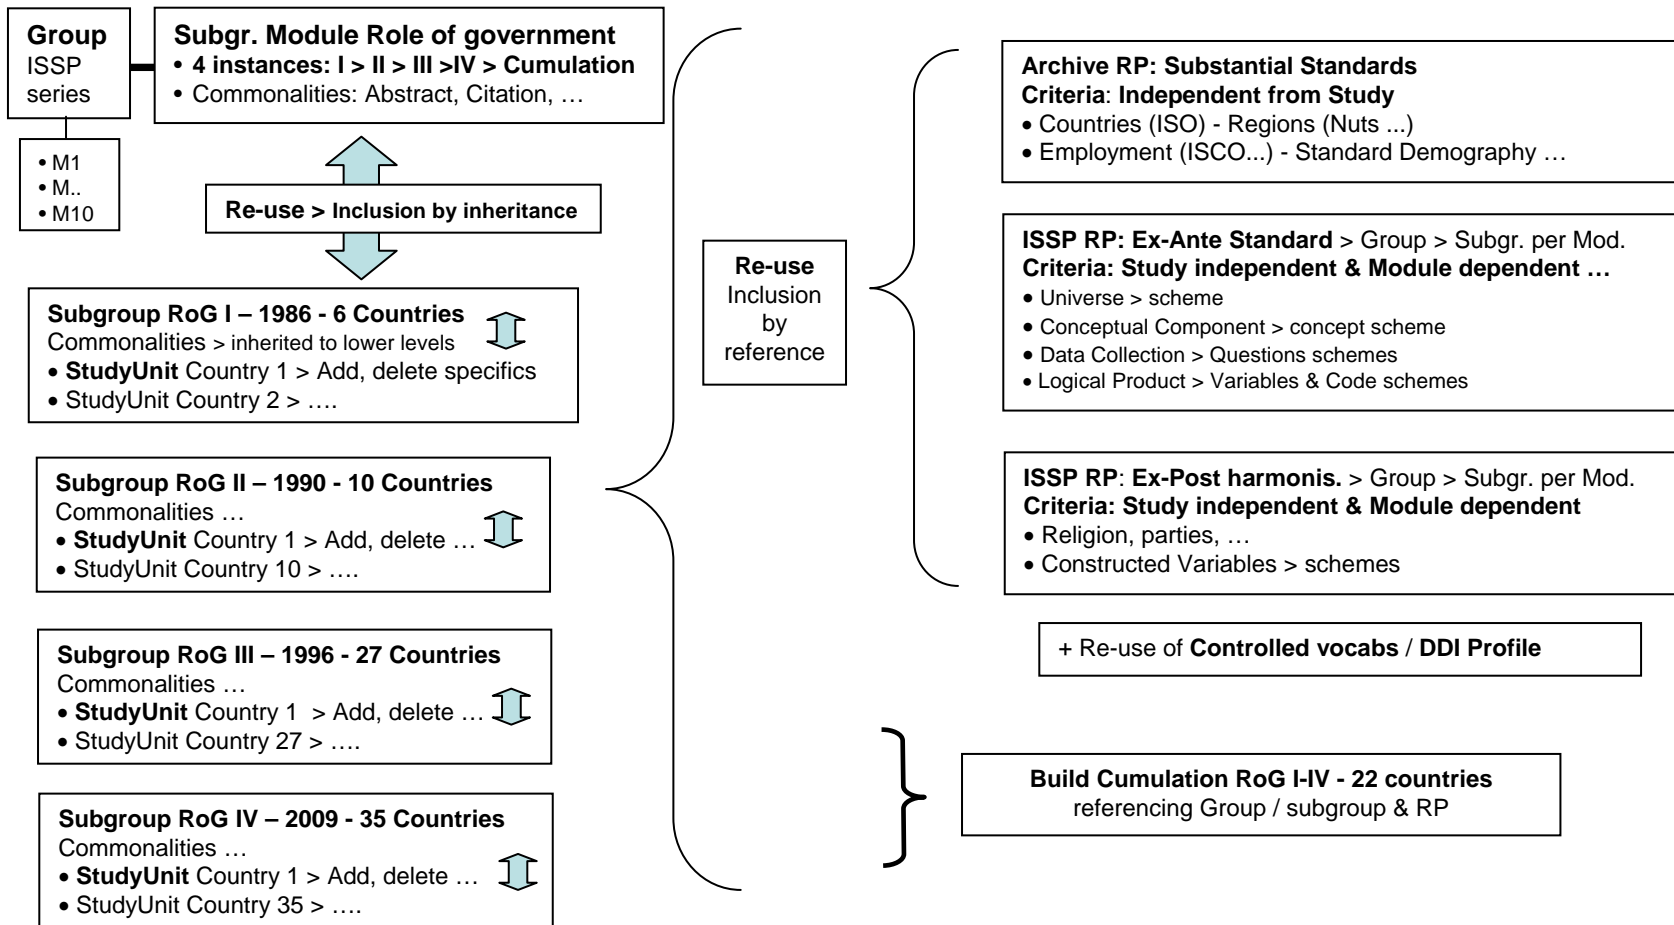 Group
ISSP
series
• M1
• M..
• M10
Subgr. Module Role of government
• 4 instances: I > II > III >IV > Cumulation
• Commonalities: Abstract, Citation, …
Re-use > Inclusion by inheritance
Subgroup RoG I – 1986 - 6 Countries
Commonalities > inherited to lower levels
• StudyUnit Country 1 > Add, delete specifics
• StudyUnit Country 2 > ….
Subgroup RoG II – 1990 - 10 Countries
Commonalities …
• StudyUnit Country 1 > Add, delete …
• StudyUnit Country 10 > ….
Subgroup RoG III – 1996 - 27 Countries
Commonalities …
• StudyUnit Country 1 > Add, delete …
• StudyUnit Country 27 > ….
Subgroup RoG IV – 2009 - 35 Countries
Commonalities …
• StudyUnit Country 1 > Add, delete …
• StudyUnit Country 35 > ….
Re-use
Inclusion
by
reference
Archive RP: Substantial Standards
Criteria: Independent from Study
• Countries (ISO) - Regions (Nuts ...)
• Employment (ISCO...) - Standard Demography …
ISSP RP: Ex-Ante Standard > Group > Subgr. per Mod.
Criteria: Study independent & Module dependent …
• Universe > scheme
• Conceptual Component > concept scheme
• Data Collection > Questions schemes
• Logical Product > Variables & Code schemes
ISSP RP: Ex-Post harmonis. > Group > Subgr. per Mod.
Criteria: Study independent & Module dependent
• Religion, parties, …
• Constructed Variables > schemes
+ Re-use of Controlled vocabs / DDI Profile
Build Cumulation RoG I-IV - 22 countries
referencing Group / subgroup & RP